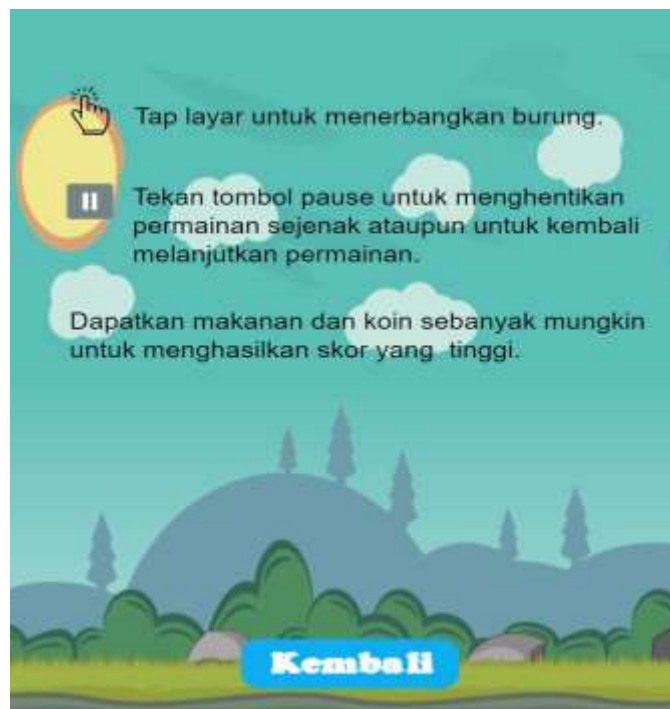 Tap layar untuk menerbangkan burung.
Tekan tombol pause untuk menghentikan
permainan sejenak ataupun untuk kembali
melanjutkan permainan.
Dapatkan makanan dan koin sebanyak mungkin
untuk menghasilkan skor yang tinggi.
Kembali